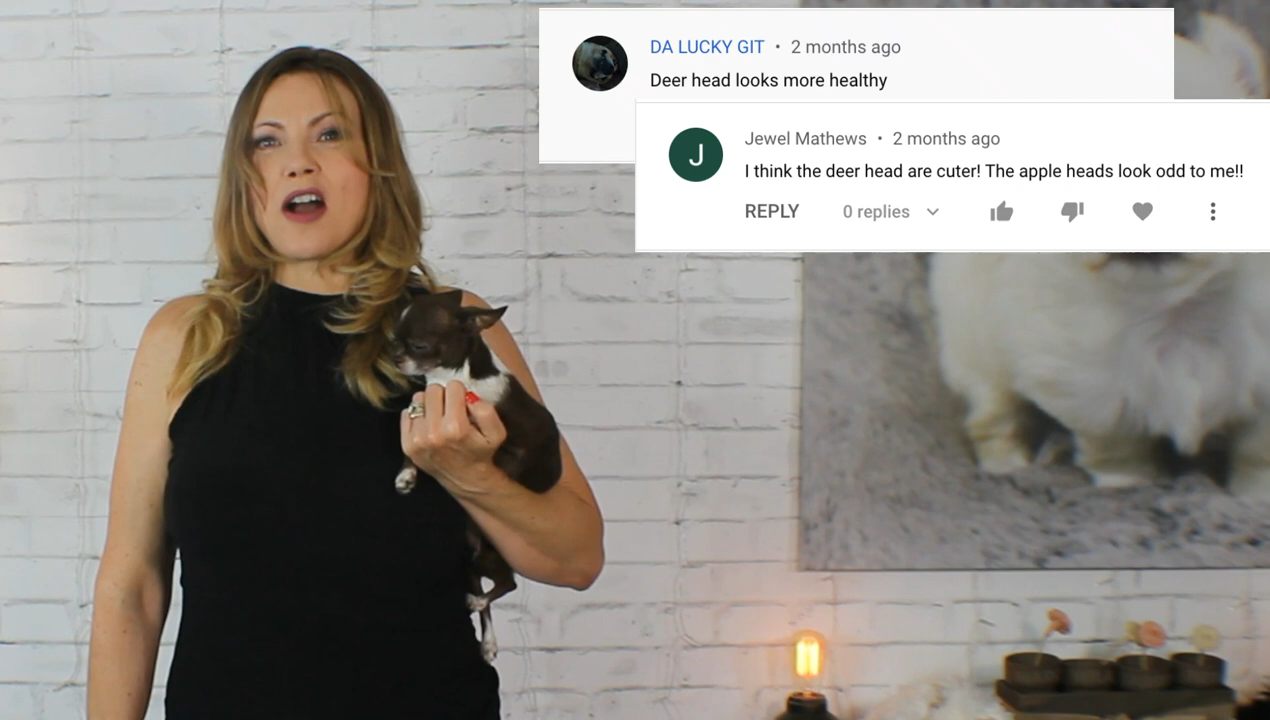 DA LUCKY GIT • 2 months ago
Deer head looks more healthy
J
Jewel Mathews • 2 months ago
I think the deer head are cuter! The apple heads look odd to me!!
REPLY 0 replies